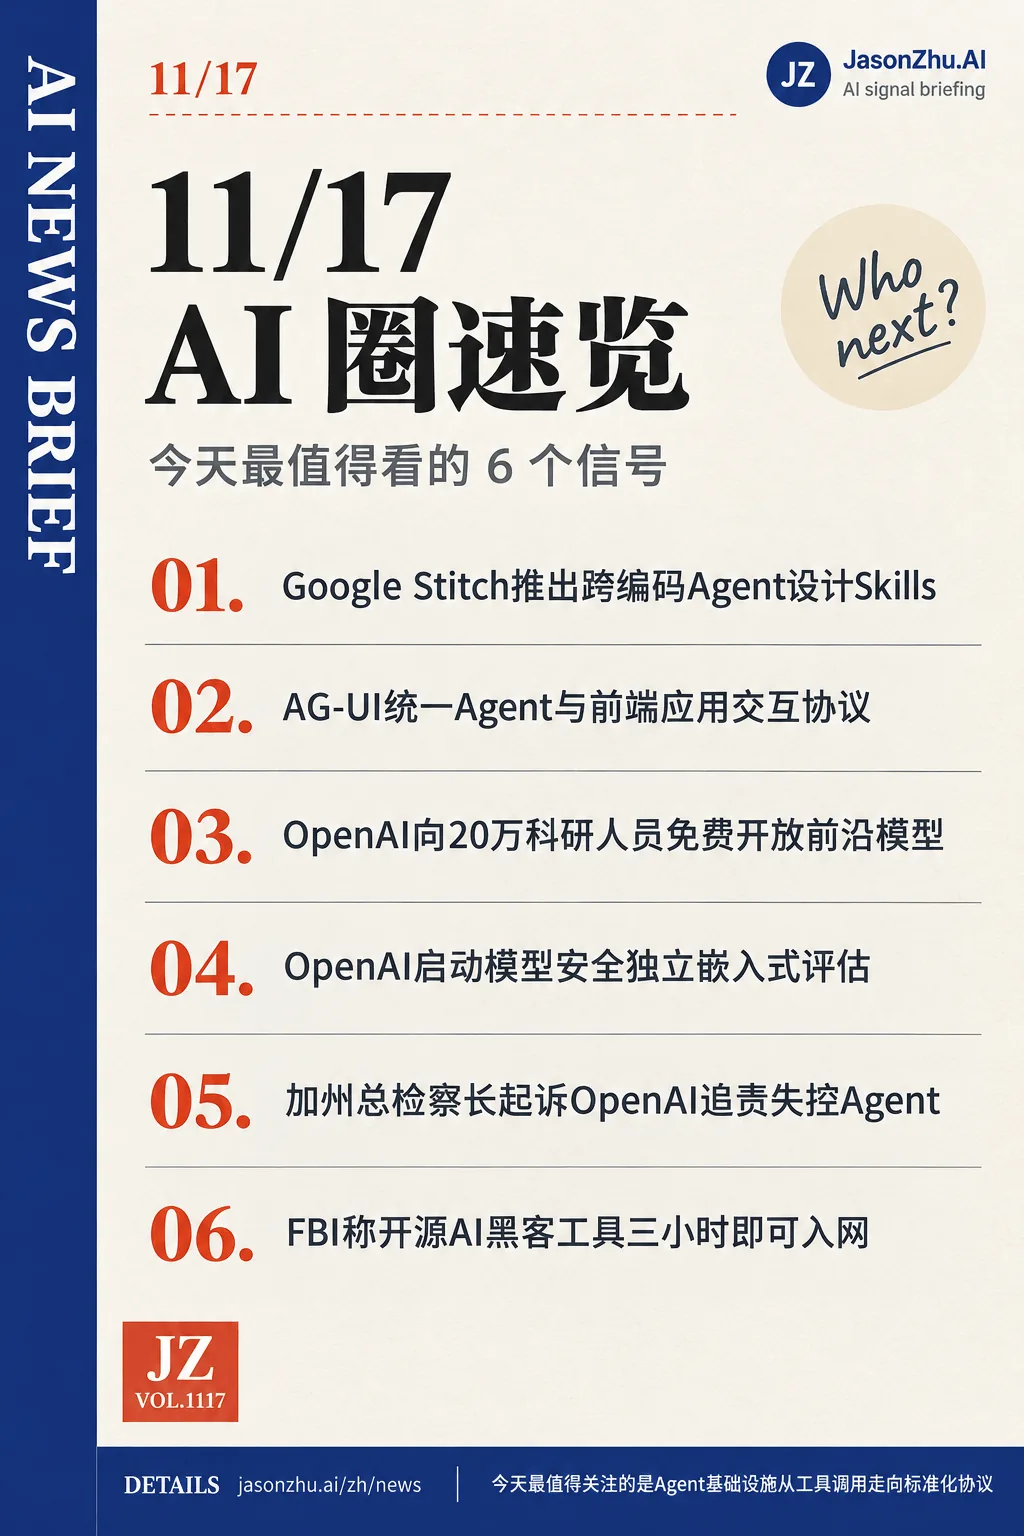 AI NEWS BRIEF
11/17
JZ
JasonZhu.AI
AI signal briefing
11/17
AI 圈速览
Who
next?
今天最值得看的 6 个信号
01. Google Stitch推出跨编码Agent设计Skills
02. AG-UI统一Agent与前端应用交互协议
03. OpenAI向20万科研人员免费开放前沿模型
04. OpenAI启动模型安全独立嵌入式评估
05. 加州总检察长起诉OpenAI追责失控Agent
06. FBI称开源AI黑客工具三小时即可入网
JZ
VOL.1117
DETAILS jasonzhu.ai/zh/news
今天最值得关注的是Agent基础设施从工具调用走向标准化协议